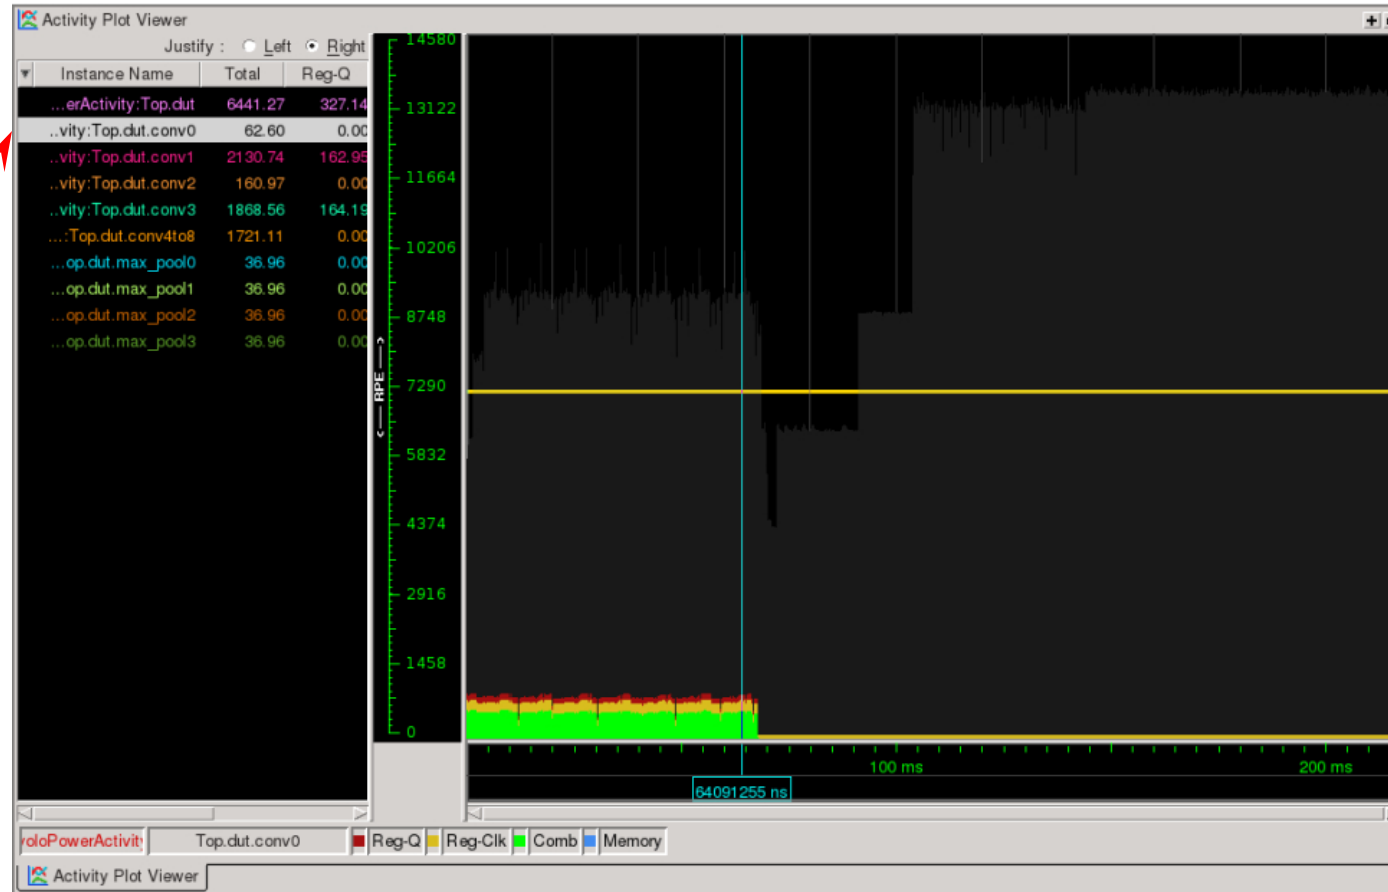 Activity Plot Viewer
Justify : Left Right
Instance Name Total Reg-Q
...erActivity:Top.dut 6441.27 327.14
..vity:Top.dut.conv0 62.60 0.00
..vity:Top.dut.conv1 2130.74 162.95
..vity:Top.dut.conv2 160.97 0.00
..vity:Top.dut.conv3 1868.56 164.19
...:Top.dut.conv4to8 1721.11 0.00
...op.dut.max_pool0 36.96 0.00
...op.dut.max_pool1 36.96 0.00
...op.dut.max_pool2 36.96 0.00
...op.dut.max_pool3 36.96 0.00
<--- RPE --->
14580
13122
11664
10206
8748
7290
5832
4374
2916
1458
0
100 ms 200 ms
64091255 ns
roloPowerActivit Top.dut.conv0 Reg-Q Reg-Clk Comb Memory
Activity Plot Viewer